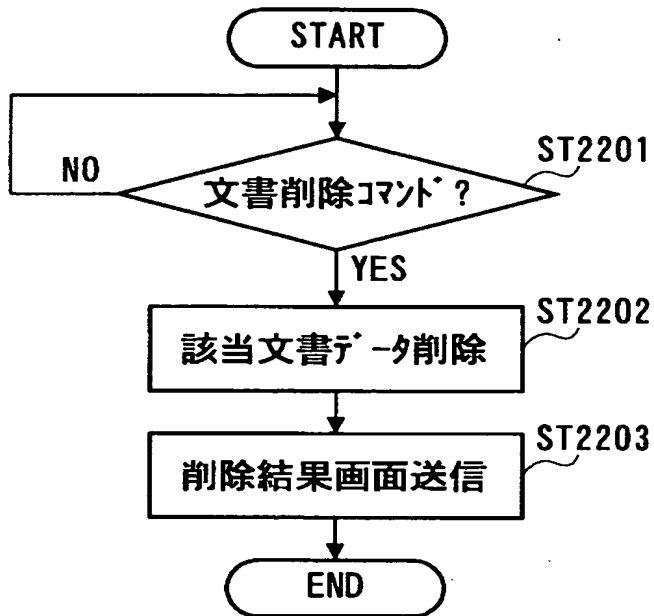 START
ST2201
NO
文書削除ｺﾏﾝﾄﾞ?
YES
ST2202
該当文書ﾃﾞｰﾀ削除
ST2203
削除結果画面送信
END